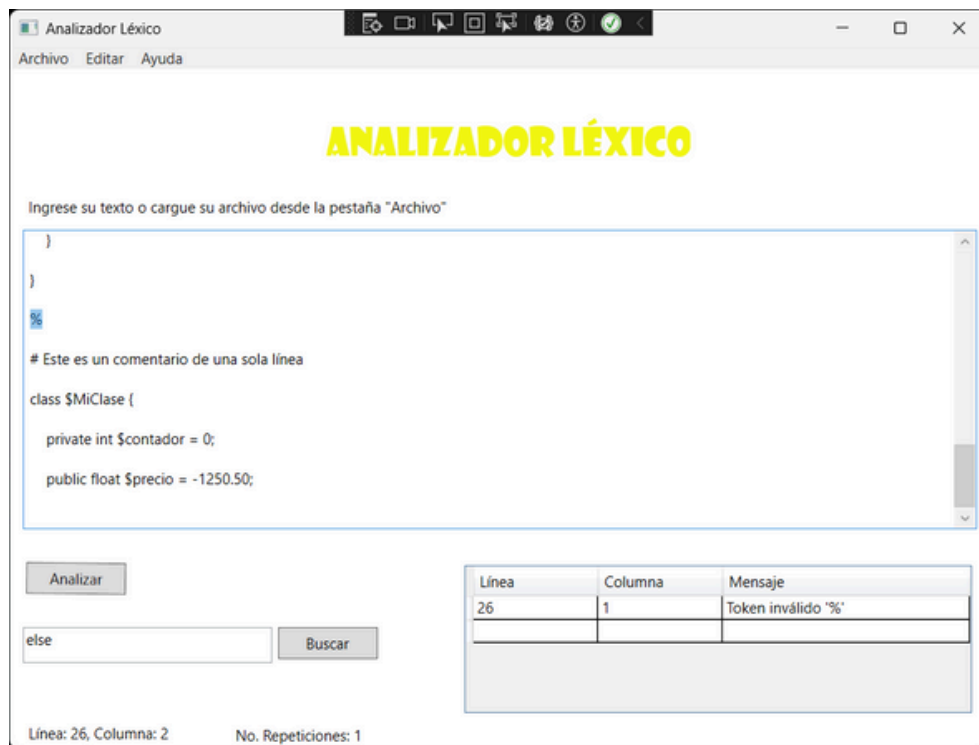 Analizador Léxico
Archivo Editar Ayuda
ANALIZADOR LÉXICO
Ingrese su texto o cargue su archivo desde la pestaña "Archivo"
}
}
%
# Este es un comentario de una sola línea
class $MiClase {
private int $contador = 0;
public float $precio = -1250.50;
Analizar
Línea Columna Mensaje
26 1 Token inválido '%'
else Buscar
Línea: 26, Columna: 2 No. Repeticiones: 1